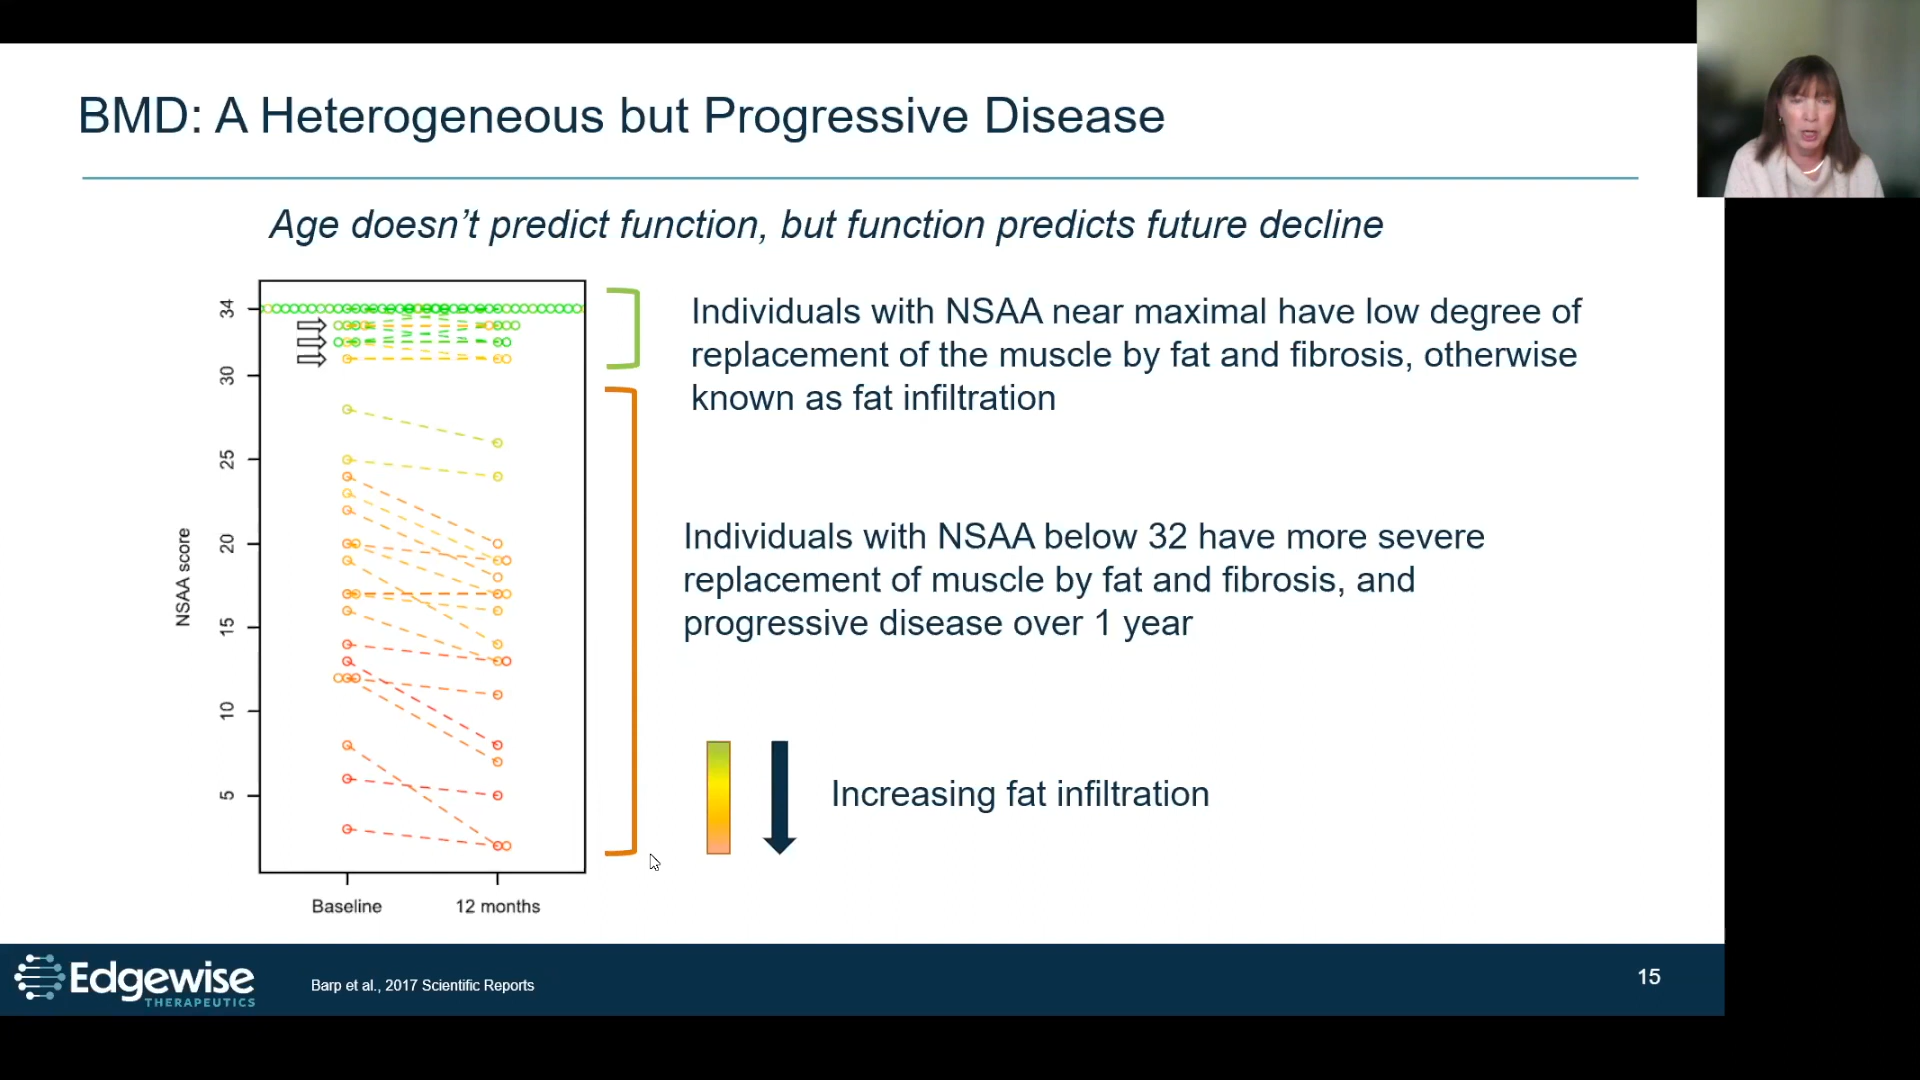 BMD: A Heterogeneous but Progressive Disease
Age doesn’t predict function, but function predicts future decline
34
30
25
20
15
10
5
NSAA score
Baseline
12 months
Individuals with NSAA near maximal have low degree of
replacement of the muscle by fat and fibrosis, otherwise
known as fat infiltration
Individuals with NSAA below 32 have more severe
replacement of muscle by fat and fibrosis, and
progressive disease over 1 year
Increasing fat infiltration
Edgewise
THERAPEUTICS
Barp et al., 2017 Scientific Reports
15